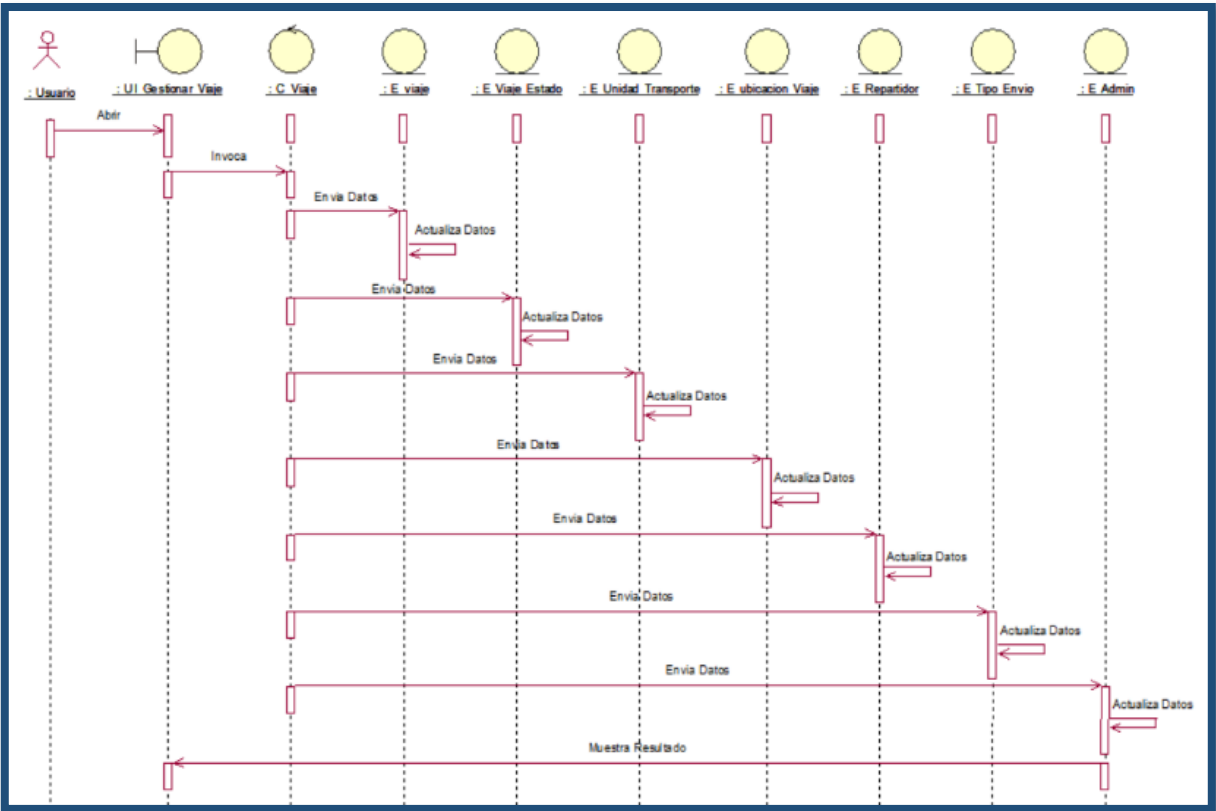 : Usuario
: UI Gestionar Viaje
: C Viaje
: E viaje
: E Viaje Estado
: E Unidad Transporte
: E ubicacion Viaje
: E Repartidor
: E Tipo Envio
: E Admin
Abrir
Invoca
Envia Datos
Actualiza Datos
Envia Datos
Actualiza Datos
Envia Datos
Actualiza Datos
Envia Datos
Actualiza Datos
Envia Datos
Actualiza Datos
Envia Datos
Actualiza Datos
Envia Datos
Actualiza Datos
Muestra Resultado